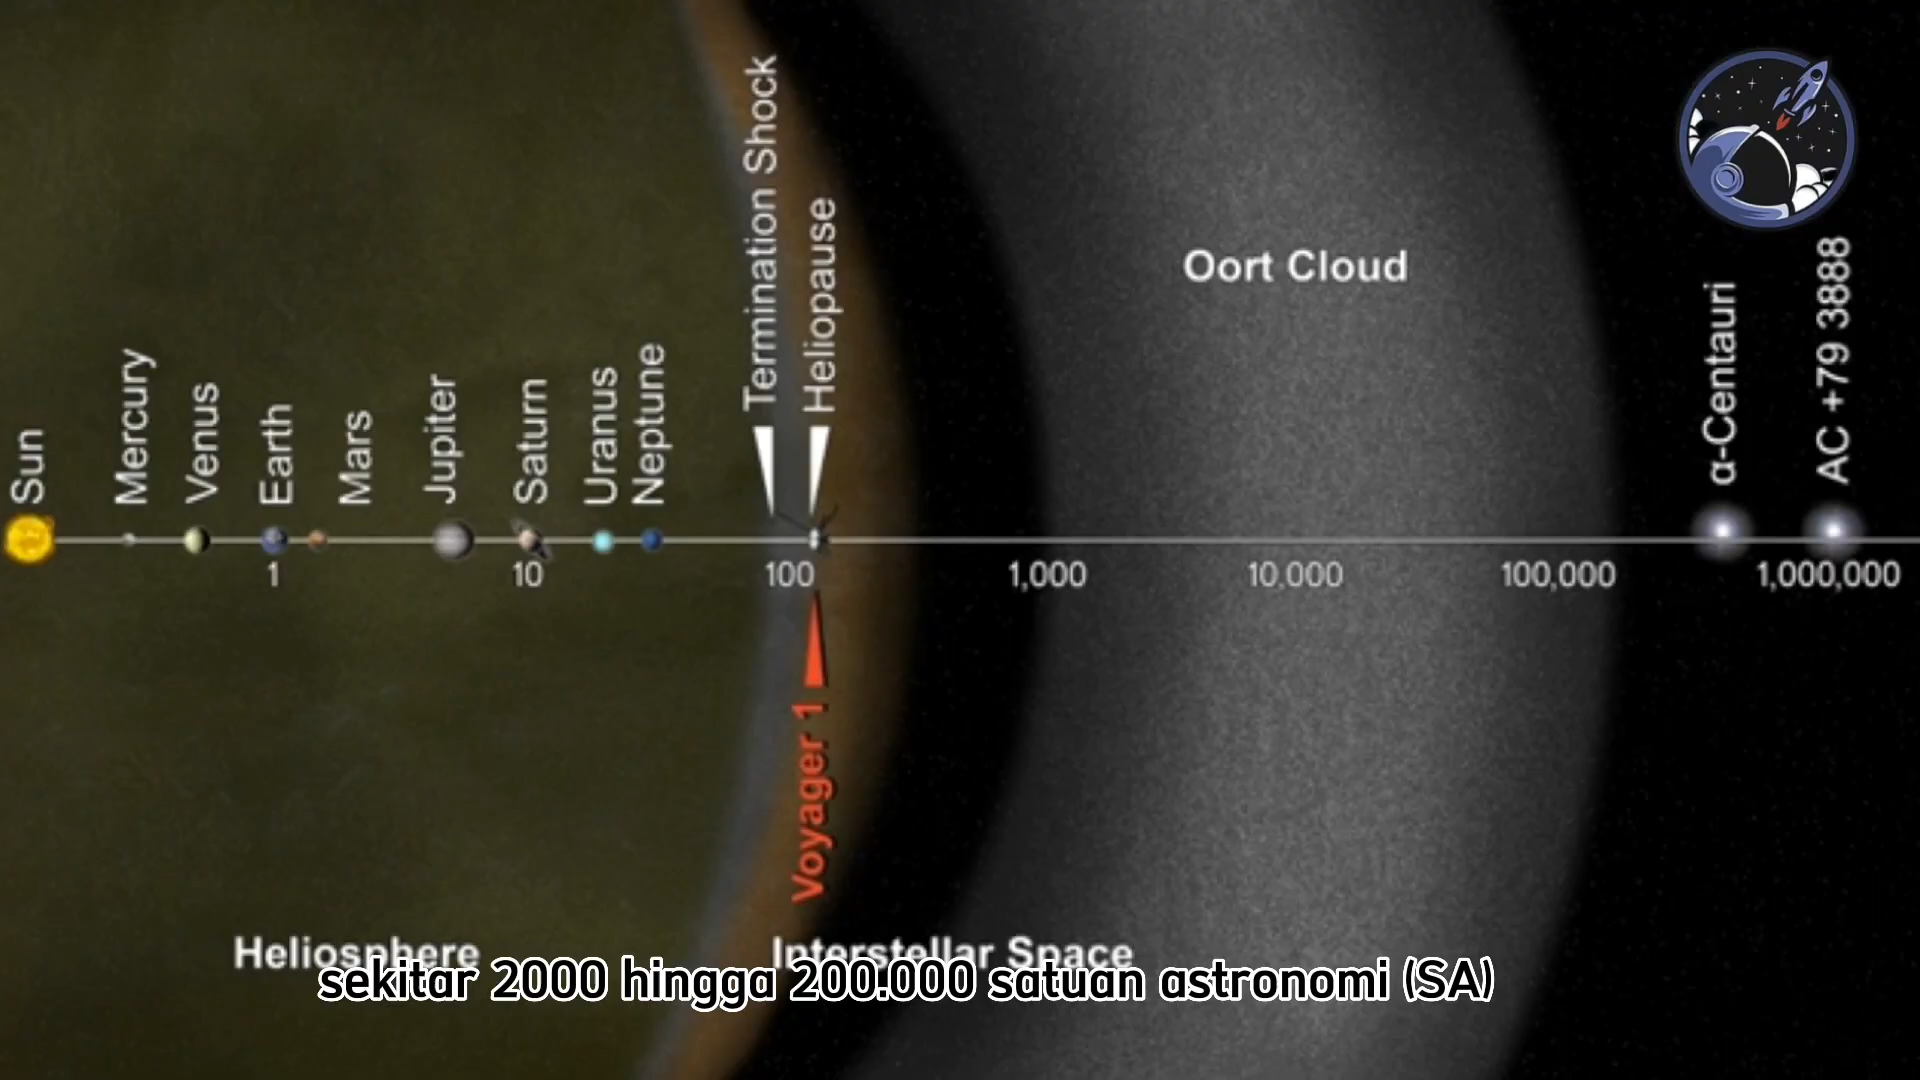 Sun
Mercury
Venus
Earth
Mars
Jupiter
Saturn
Uranus
Neptune
Termination Shock
Heliopause
Oort Cloud
α-Centauri
AC +79 3888
1
10
100
1,000
10,000
100,000
1,000,000
Voyager 1
Heliosphere
Interstellar Space
sekitar 2000 hingga 200.000 satuan astronomi (SA)